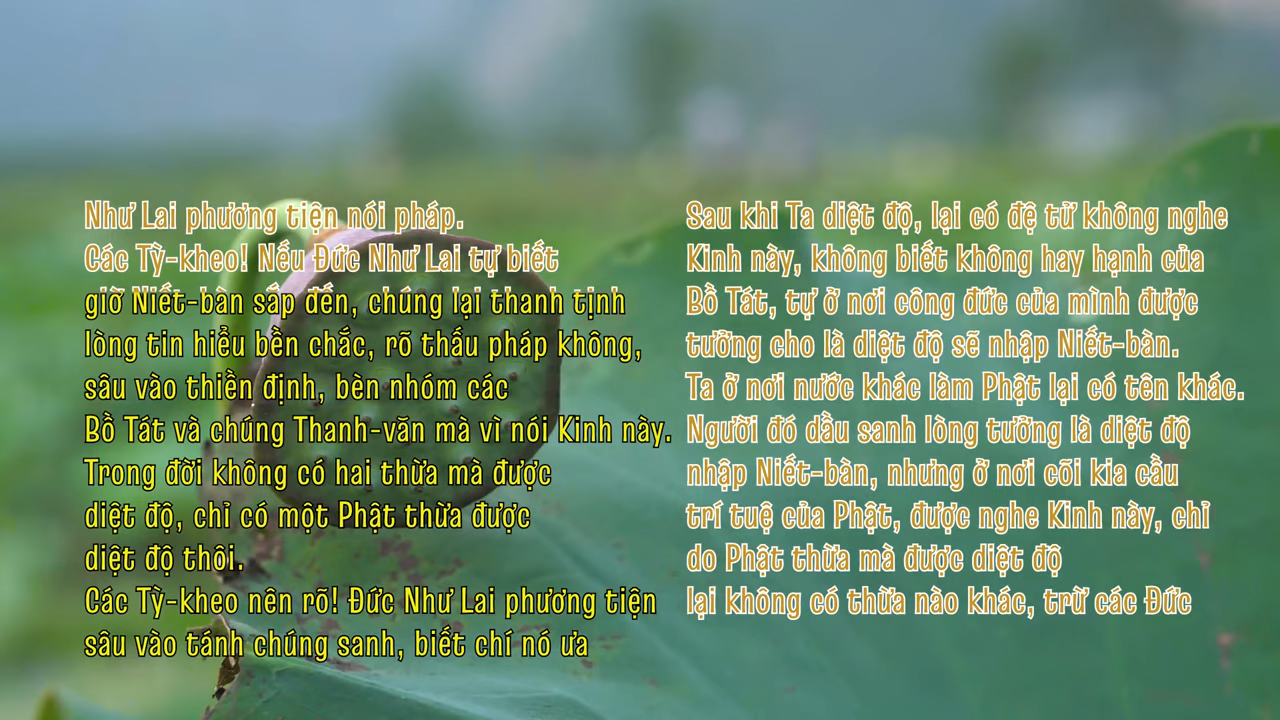 Như Lai phương tiện nói pháp.
Các Tỳ-kheo! Nếu Đức Như Lai tự biết
giờ Niết-bàn sắp đến, chúng lại thanh tịnh
lòng tin hiểu bền chắc, rõ thấu pháp không,
sâu vào thiền định, bèn nhóm các
Bồ Tát và chúng Thanh-văn mà vì nói Kinh này.
Trong đời không có hai thừa mà được
diệt độ, chỉ có một Phật thừa được
diệt độ thôi.
Các Tỳ-kheo nên rõ! Đức Như Lai phương tiện
sâu vào tánh chúng sanh, biết chí nó ưa
Sau khi Ta diệt độ, lại có đệ tử không nghe
Kinh này, không biết không hay hạnh của
Bồ Tát, tự ở nơi công đức của mình được
tưởng cho là diệt độ sẽ nhập Niết-bàn.
Ta ở nơi nước khác làm Phật lại có tên khác.
Người đó dầu sanh lòng tưởng là diệt độ
nhập Niết-bàn, nhưng ở nơi cõi kia cầu
trí tuệ của Phật, được nghe Kinh này, chỉ
do Phật thừa mà được diệt độ
lại không có thừa nào khác, trừ các Đức